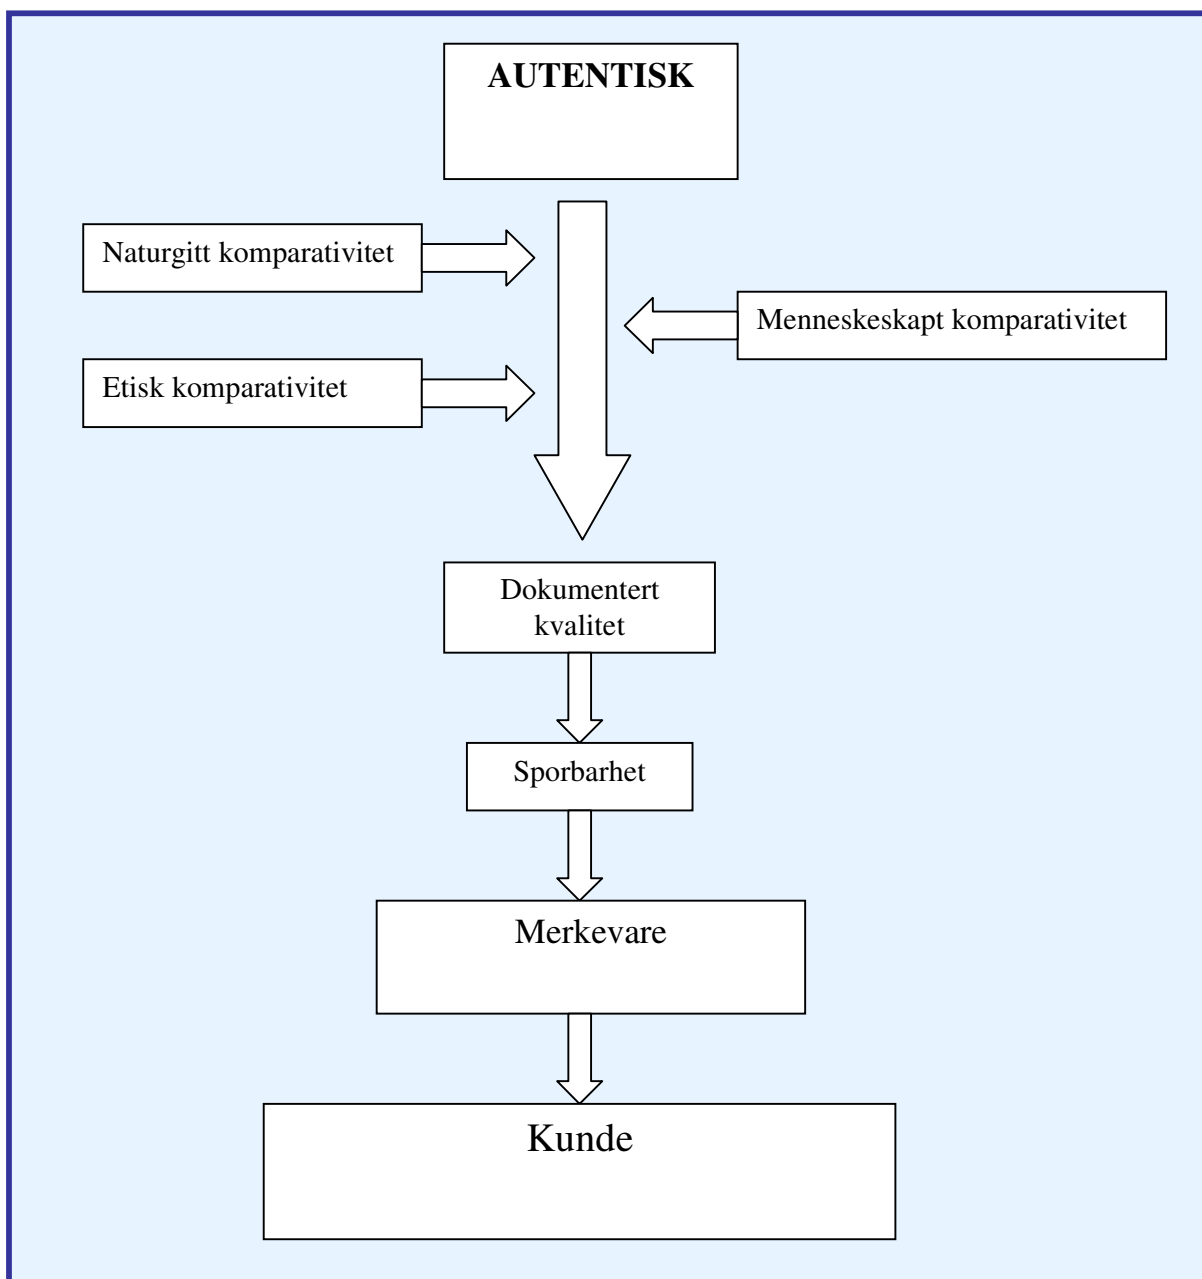 AUTENTISK
Naturgitt komparativitet
Menneskeskapt komparativitet
Etisk komparativitet
Dokumentert
kvalitet
Sporbarhet
Merkevare
Kunde